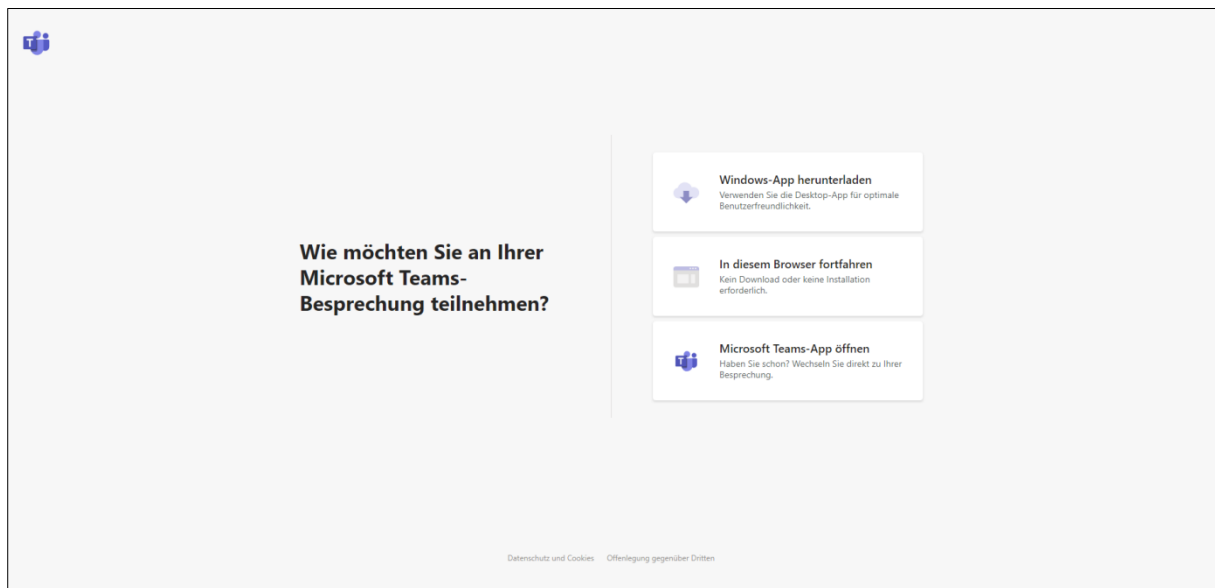 Wie möchten Sie an Ihrer
Microsoft Teams-
Besprechung teilnehmen?
Windows-App herunterladen
Verwenden Sie die Desktop-App für optimale
Benutzerfreundlichkeit.
In diesem Browser fortfahren
Kein Download oder keine Installation
erforderlich.
Microsoft Teams-App öffnen
Haben Sie schon? Wechseln Sie direkt zu Ihrer
Besprechung.
Datenschutz und Cookies Offenlegung gegenüber Dritten